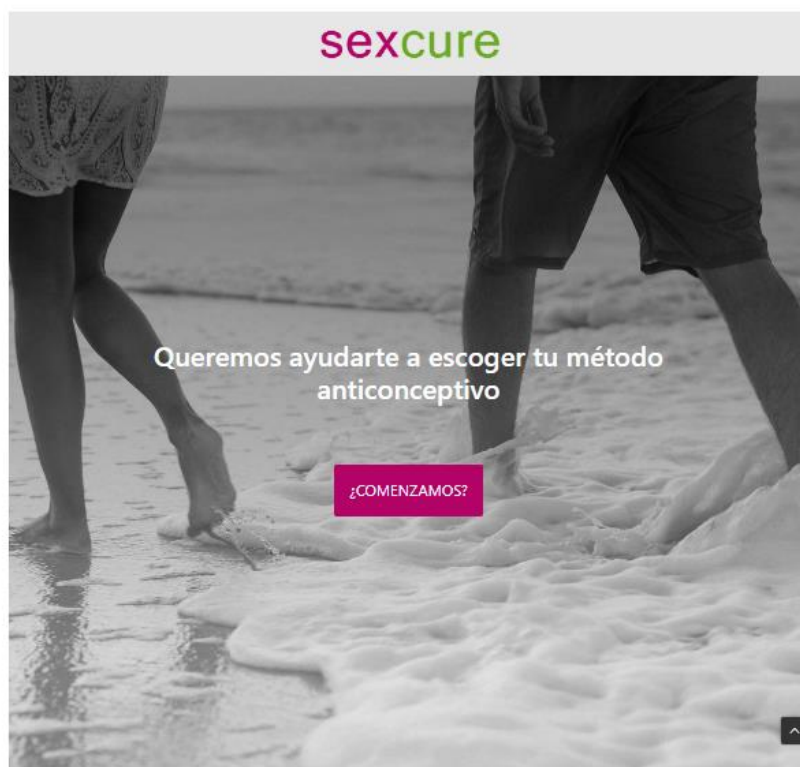 sexcure
Queremos ayudarte a escoger tu método
anticonceptivo
¿COMENZAMOS?